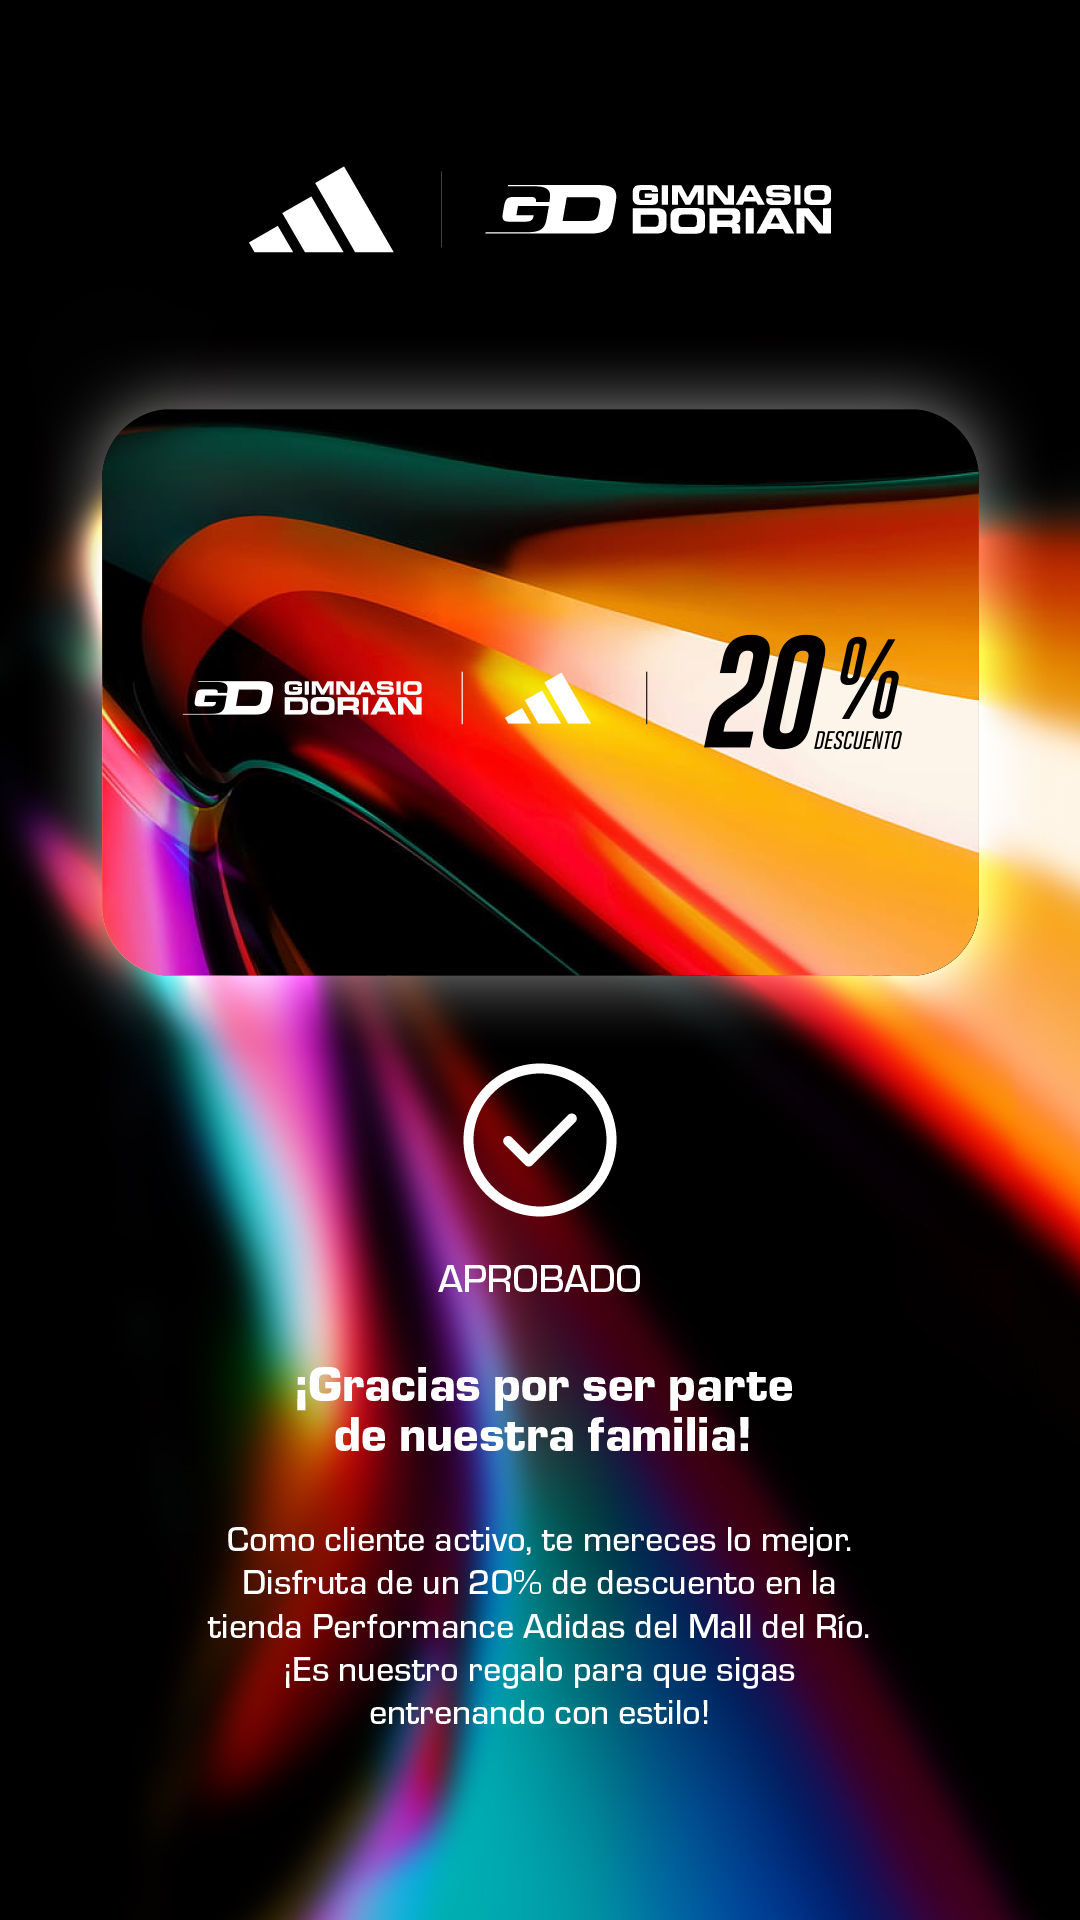 GD GIMNASIO
DORIAN
GD GIMNASIO
DORIAN
20%
DESCUENTO
APROBADO
¡Gracias por ser parte
de nuestra familia!
Como cliente activo, te mereces lo mejor.
Disfruta de un 20% de descuento en la
tienda Performance Adidas del Mall del Río.
¡Es nuestro regalo para que sigas
entrenando con estilo!